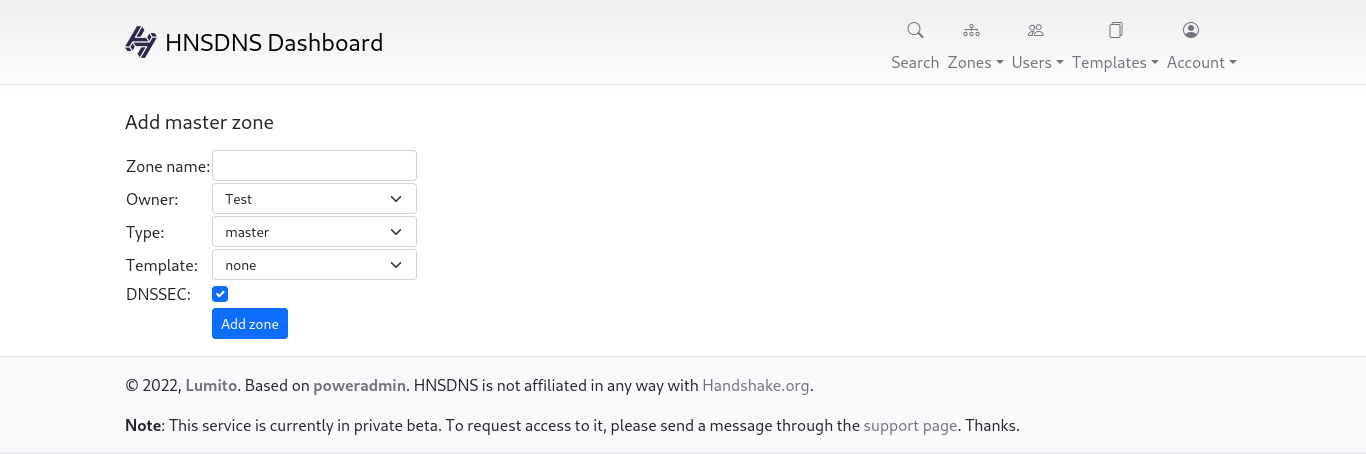 HNSDNS Dashboard
Search Zones Users Templates Account
Add master zone
Zone name:
Owner: Test
Type: master
Template: none
DNSSEC:
Add zone
© 2022, Lumito. Based on poweradmin. HNSDNS is not affiliated in any way with Handshake.org.
Note: This service is currently in private beta. To request access to it, please send a message through the support page. Thanks.